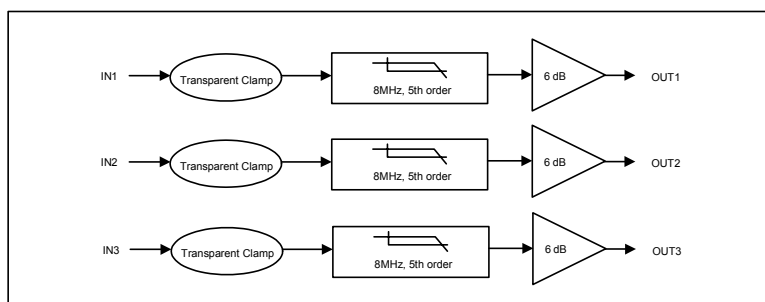 IN1
Transparent Clamp
8MHz, 5th order
6 dB
OUT1
IN2
Transparent Clamp
8MHz, 5th order
6 dB
OUT2
IN3
Transparent Clamp
8MHz, 5th order
6 dB
OUT3